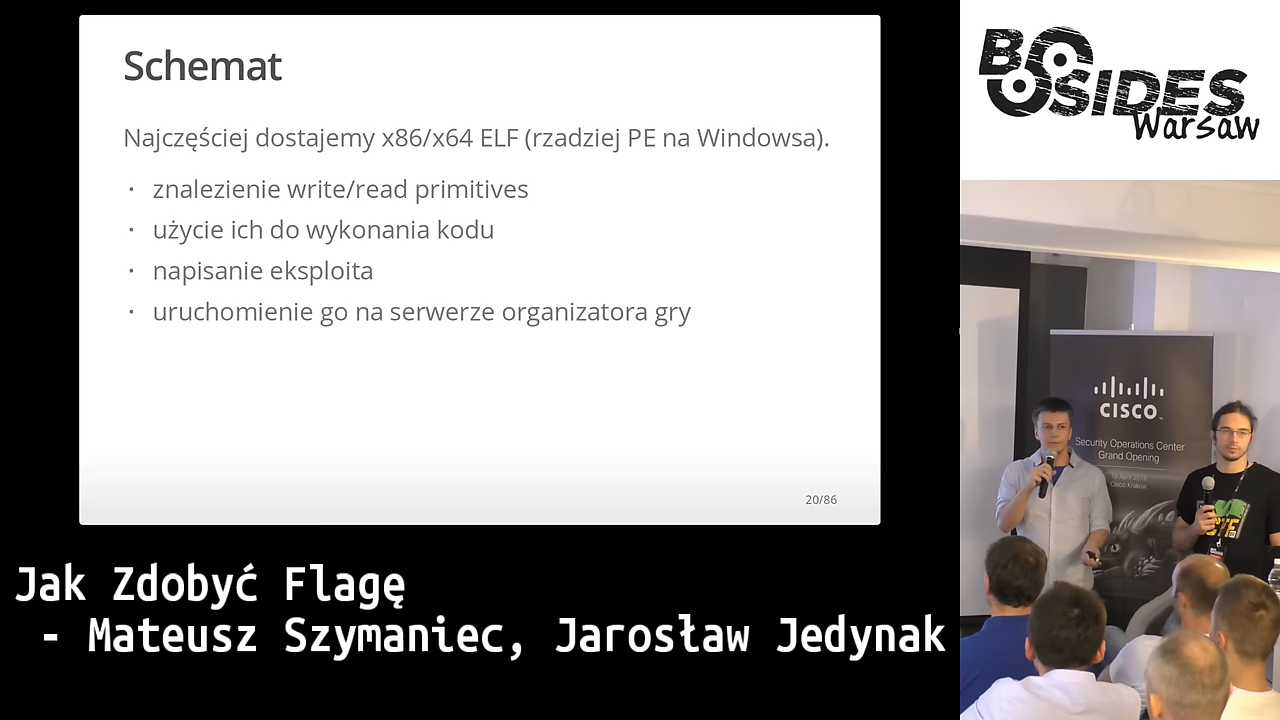 Schemat
Najczęściej dostajemy x86/x64 ELF (rzadziej PE na Windowsa).
· znalezienie write/read primitives
· użycie ich do wykonania kodu
· napisanie eksploita
· uruchomienie go na serwerze organizatora gry
20/86
Jak Zdobyć Flagę
- Mateusz Szymaniec, Jarosław Jedynak
BSIDES
Warsaw
CISCO
Security Operations Center
Grand Opening
Cisco Krakow